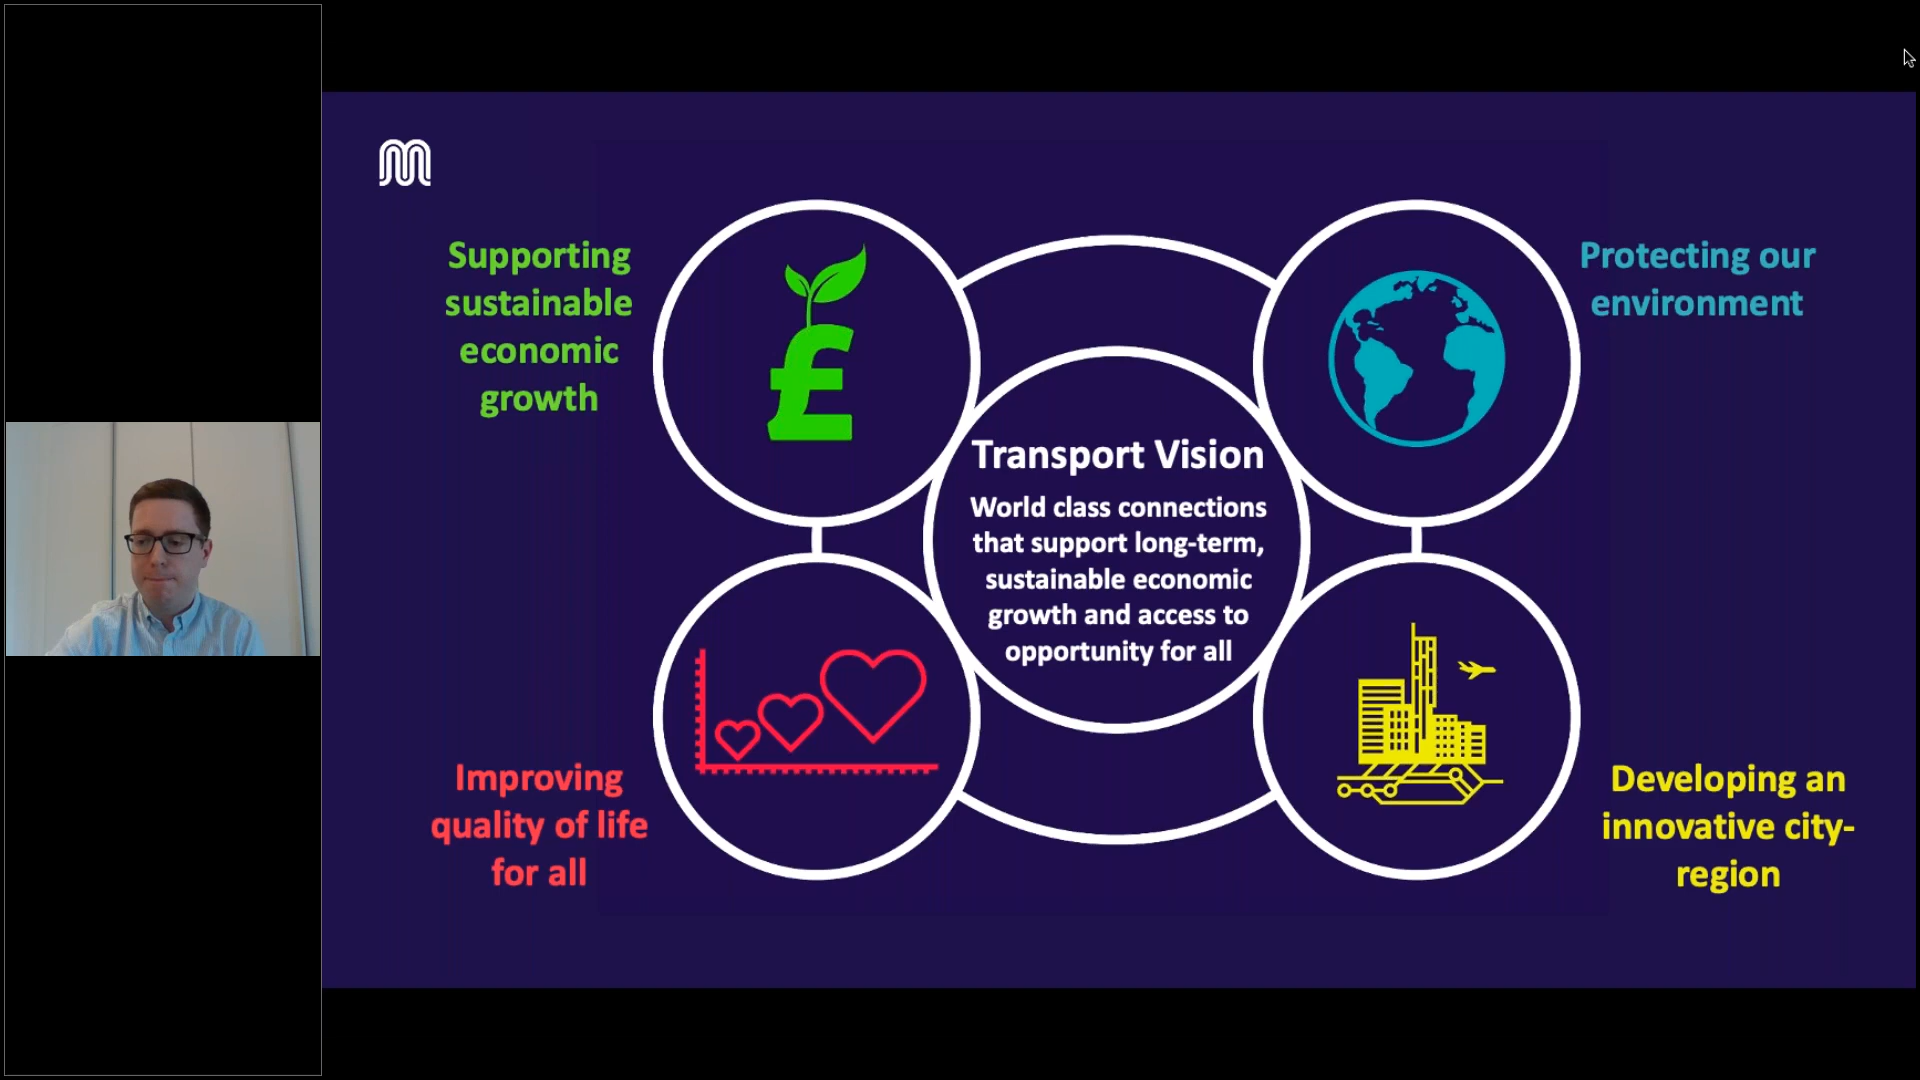 Supporting
sustainable
economic
growth
Protecting our
environment
Transport Vision
World class connections
that support long-term,
sustainable economic
growth and access to
opportunity for all
Improving
quality of life
for all
Developing an
innovative city-
region